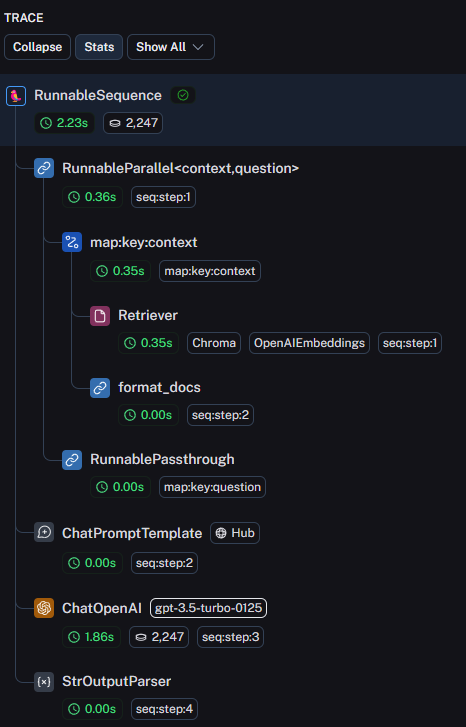 TRACE
Collapse Stats Show All
RunnableSequence
2.23s 2,247
RunnableParallel<context,question>
0.36s seq:step:1
map:key:context
0.35s map:key:context
Retriever
0.35s Chroma OpenAIEmbeddings seq:step:1
format_docs
0.00s seq:step:2
RunnablePassthrough
0.00s map:key:question
ChatPromptTemplate Hub
0.00s seq:step:2
ChatOpenAI gpt-3.5-turbo-0125
1.86s 2,247 seq:step:3
StrOutputParser
0.00s seq:step:4